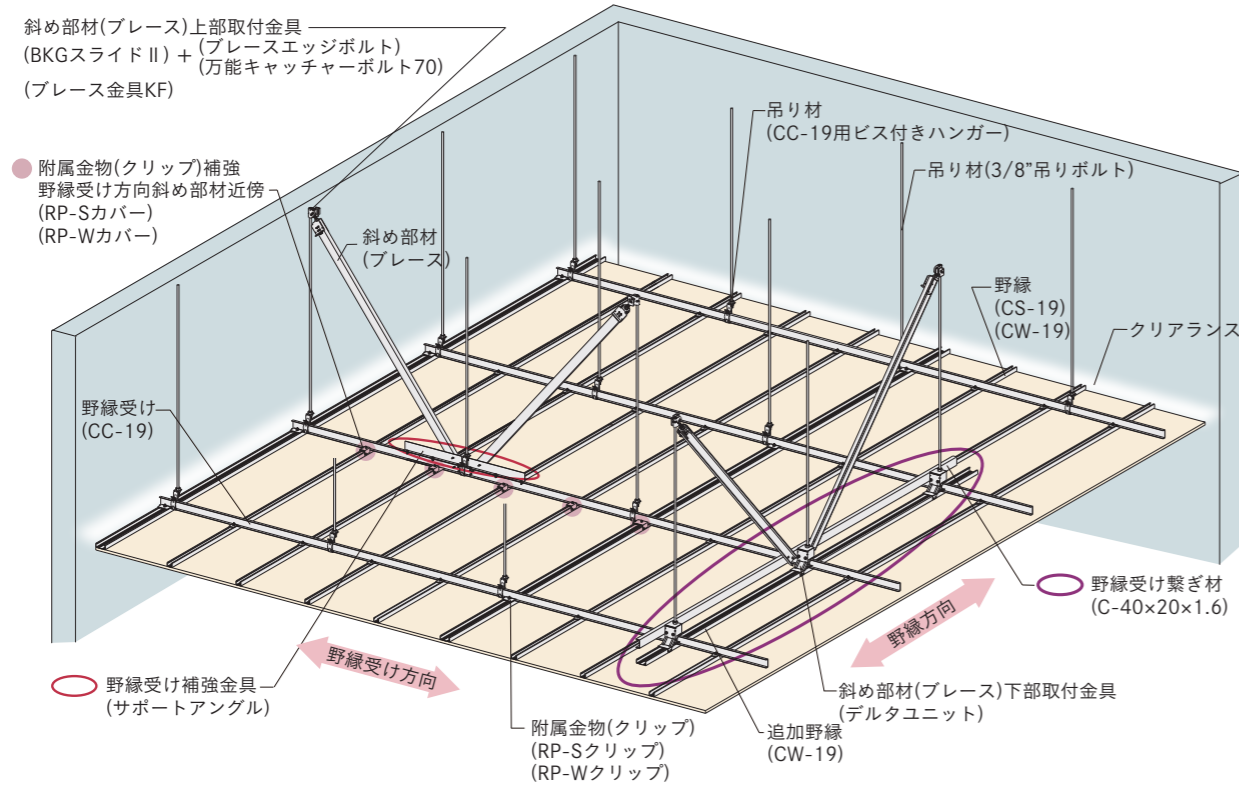 斜め部材(ブレース)上部取付金具
(BKGスライドⅡ) + (ブレースエッジボルト)
(万能キャッチャーボルト70)
(ブレース金具KF)
附属金物(クリップ)補強
野縁受け方向斜め部材近傍
(RP-Sカバー)
(RP-Wカバー)
斜め部材
(ブレース)
吊り材
(CC-19用ビス付きハンガー)
吊り材(3/8”吊りボルト)
野縁
(CS-19)
(CW-19)
クリアランス
野縁受け
(CC-19)
野縁受け繋ぎ材
(C-40×20×1.6)
野縁方向
野縁受け方向
野縁受け補強金具
(サポートアングル)
斜め部材(ブレース)下部取付金具
(デルタユニット)
追加野縁
(CW-19)
附属金物(クリップ)
(RP-Sクリップ)
(RP-Wクリップ)